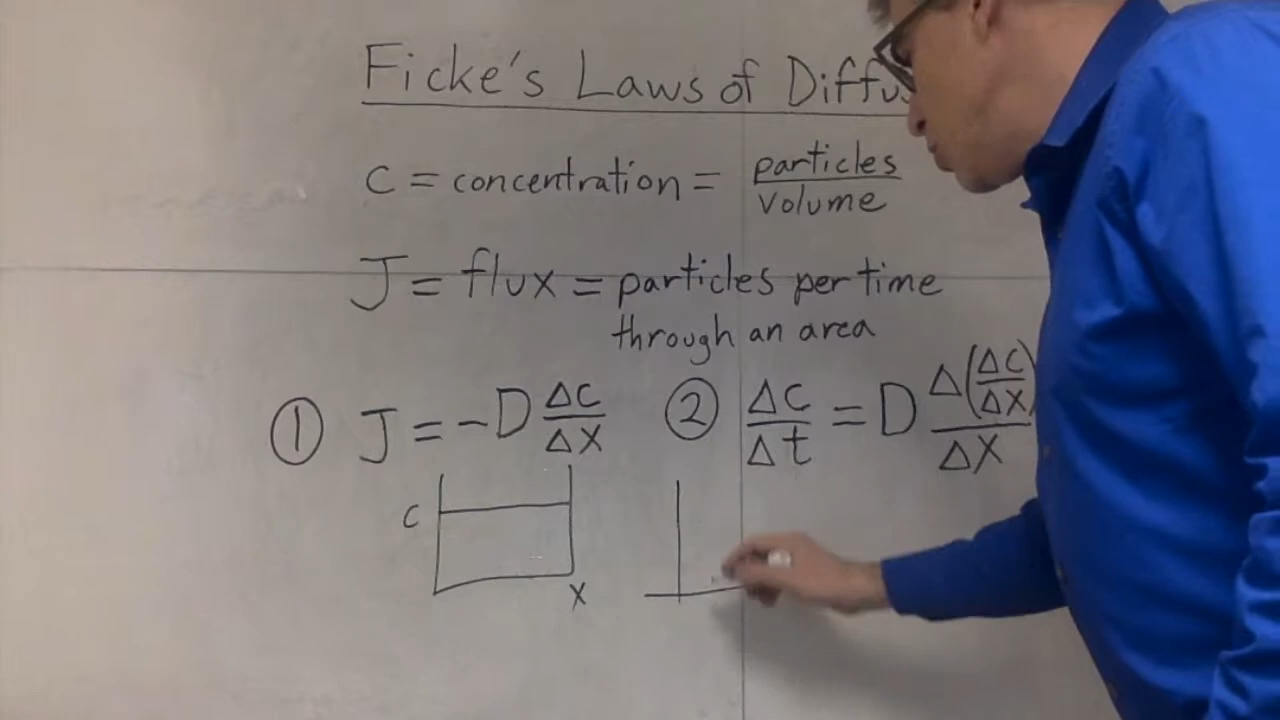 Ficke's Laws of Diffus
C = concentration = particles / volume
J = flux = particles per time
through an area
① J = -D ΔC/ΔX ② ΔC/Δt = D Δ(ΔC/ΔX)/ΔX
C
X